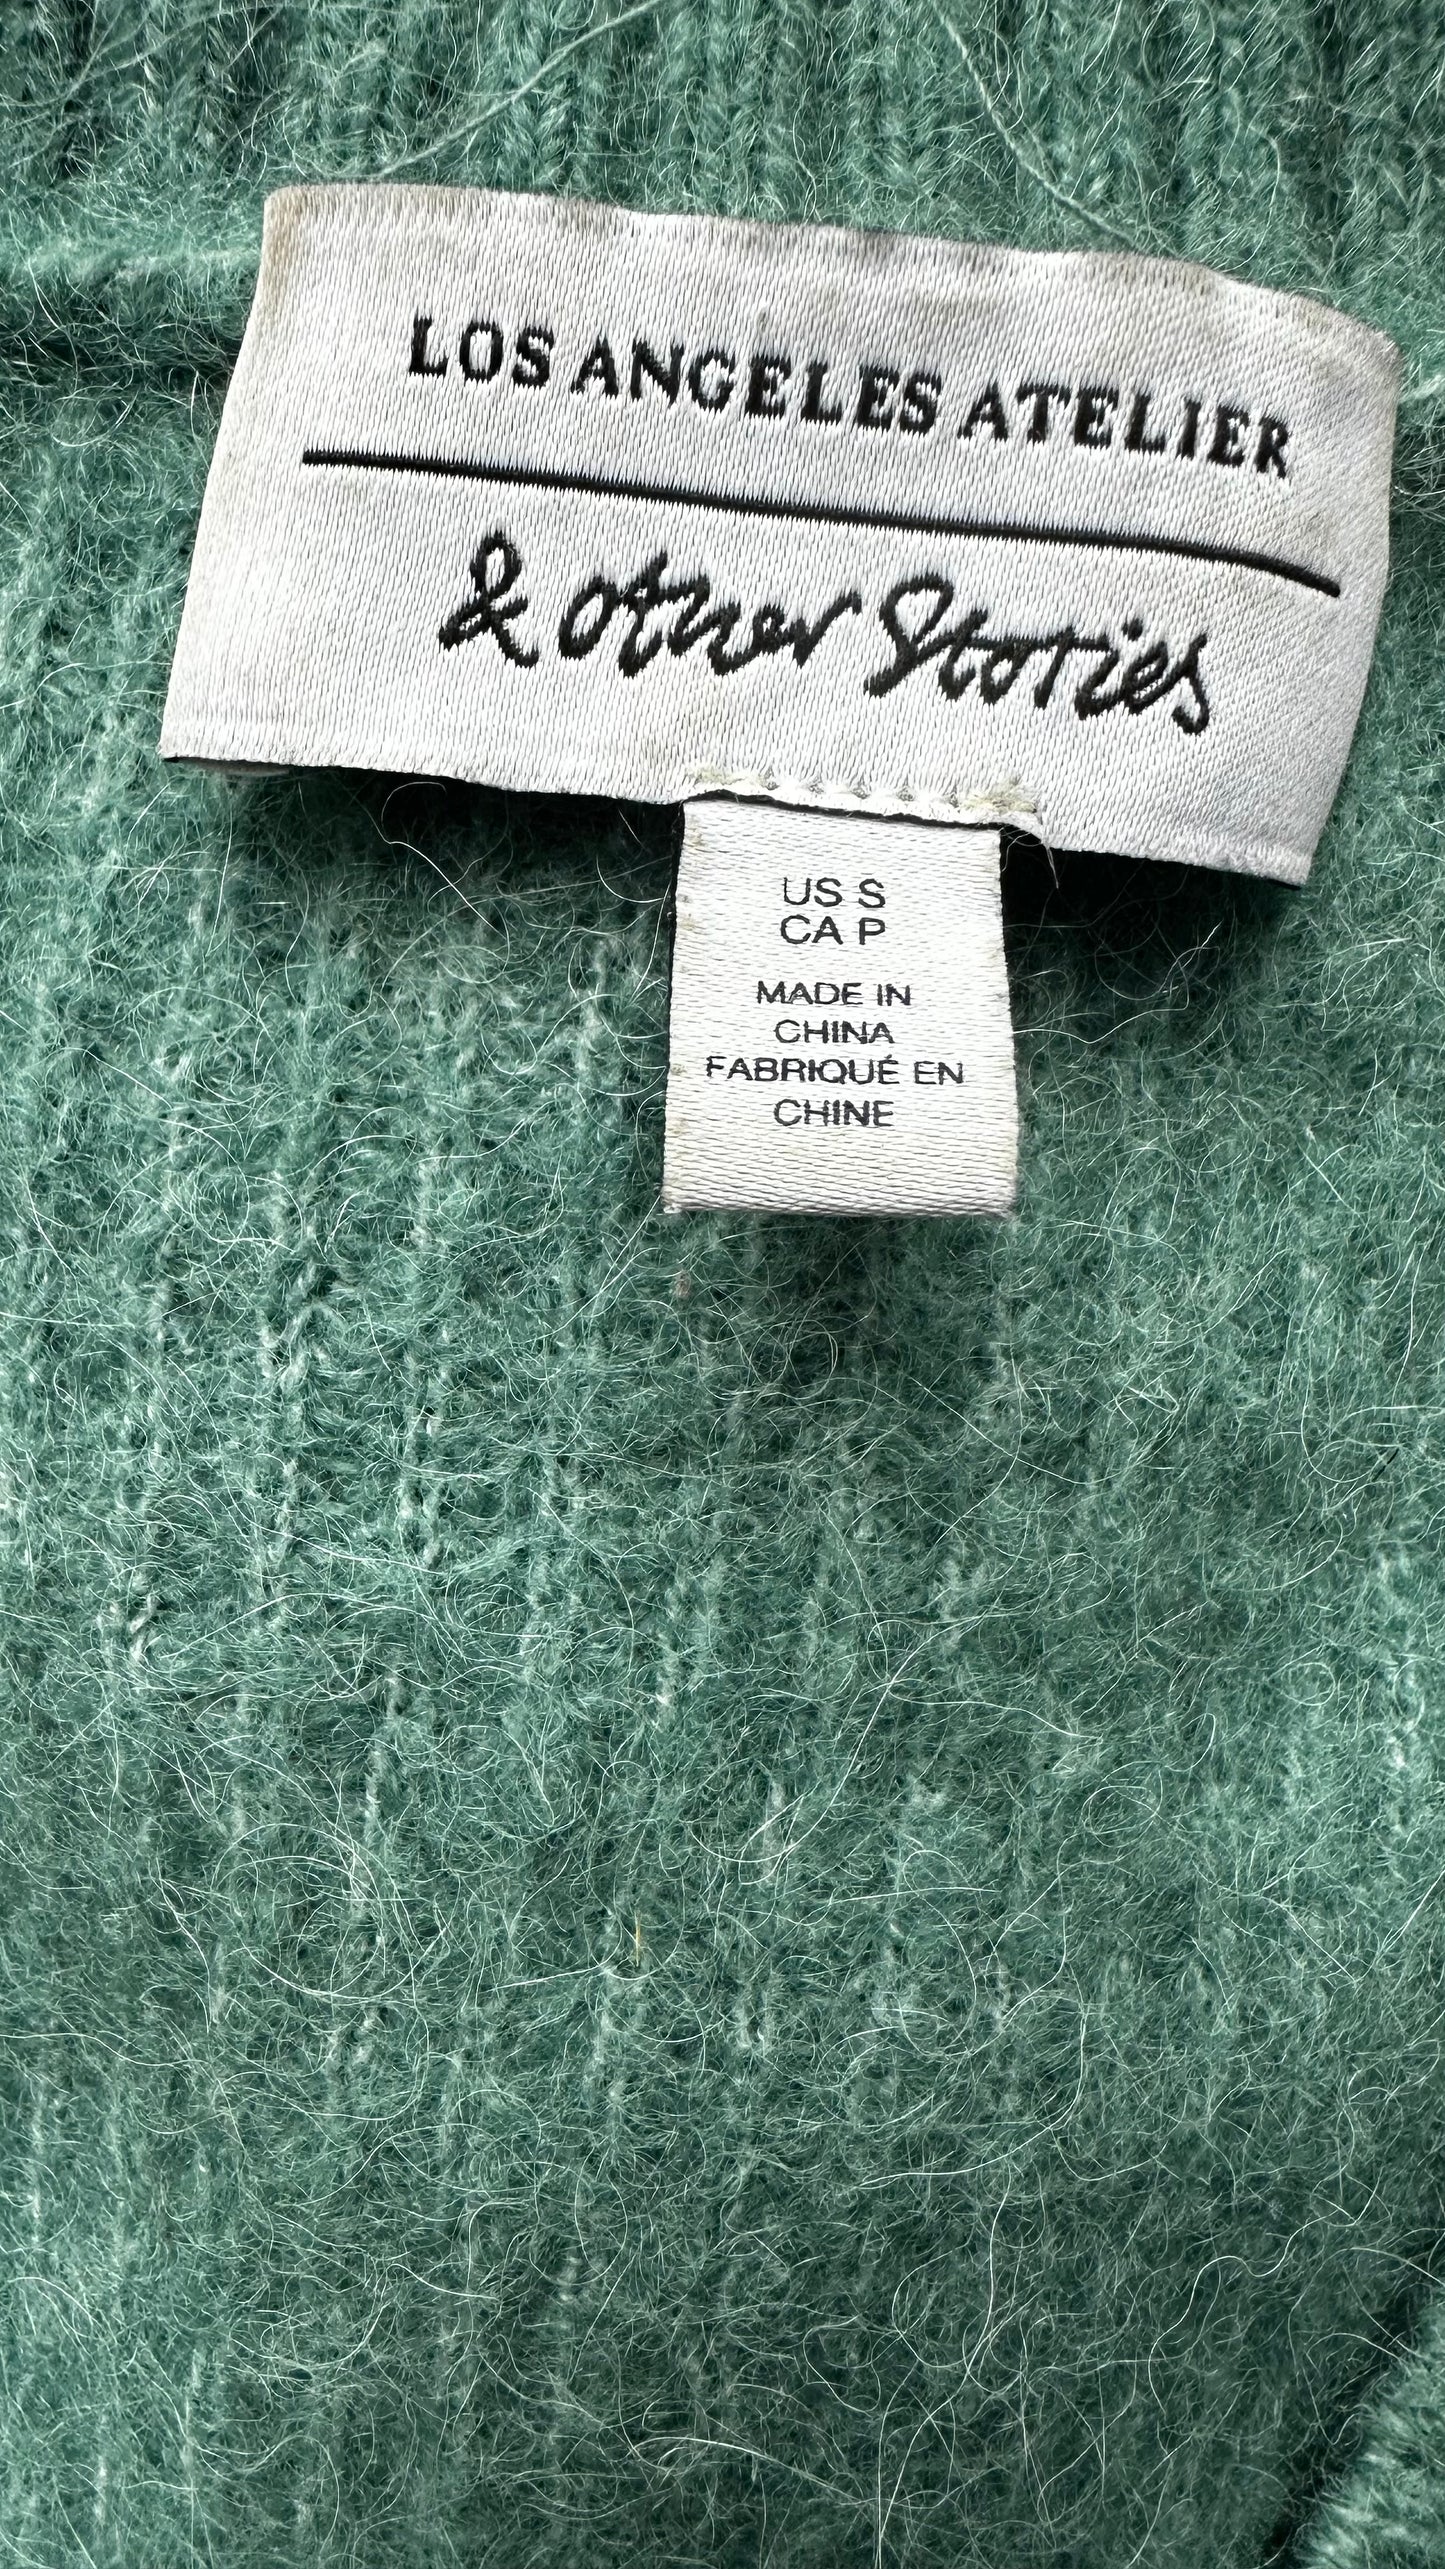 LOS ANGELES ATELIER
& other Stories
US S
CA P
MADE IN
CHINA
FABRIQUÉ EN
CHINE